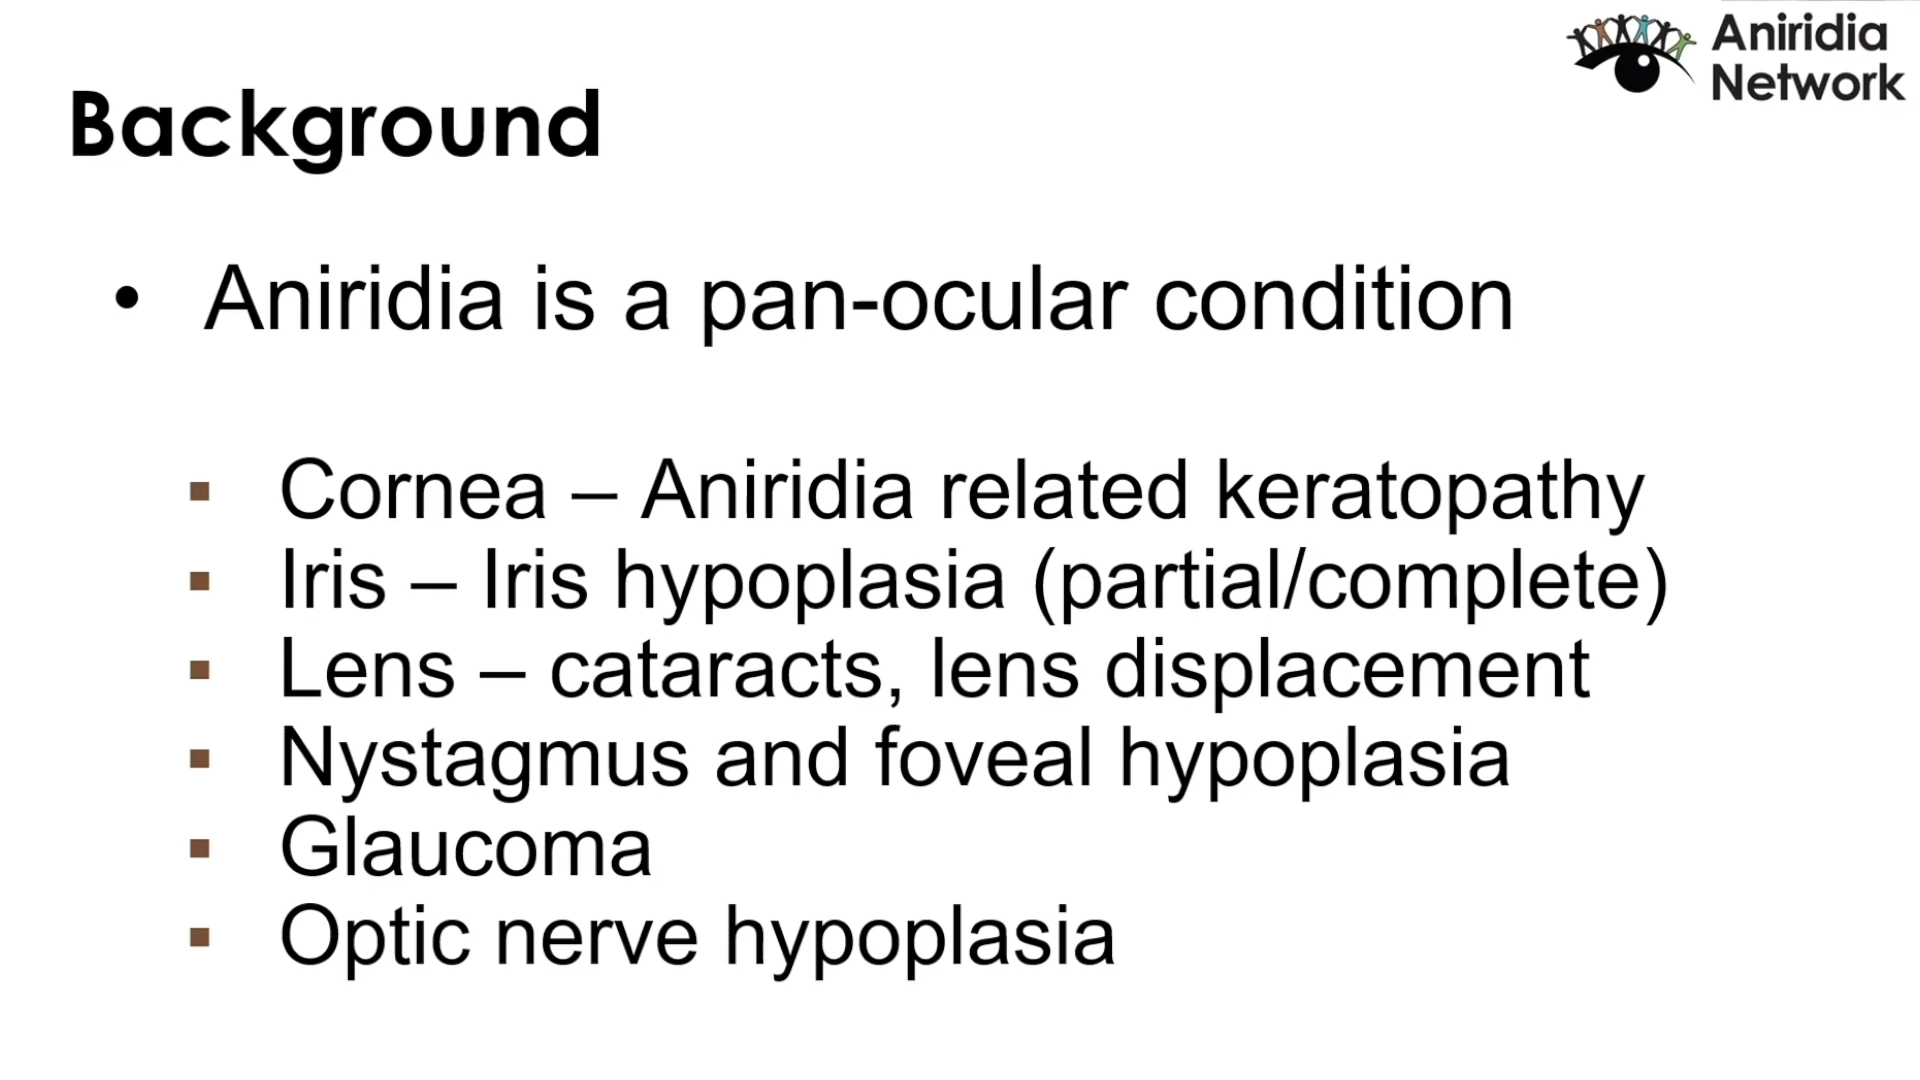 Aniridia
Network
Background
• Aniridia is a pan-ocular condition
▪ Cornea – Aniridia related keratopathy
▪ Iris – Iris hypoplasia (partial/complete)
▪ Lens – cataracts, lens displacement
▪ Nystagmus and foveal hypoplasia
▪ Glaucoma
▪ Optic nerve hypoplasia